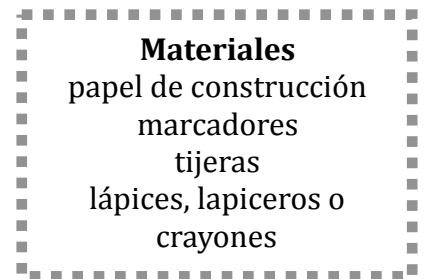 Materiales
papel de construcción
marcadores
tijeras
lápices, lapiceros o
crayones